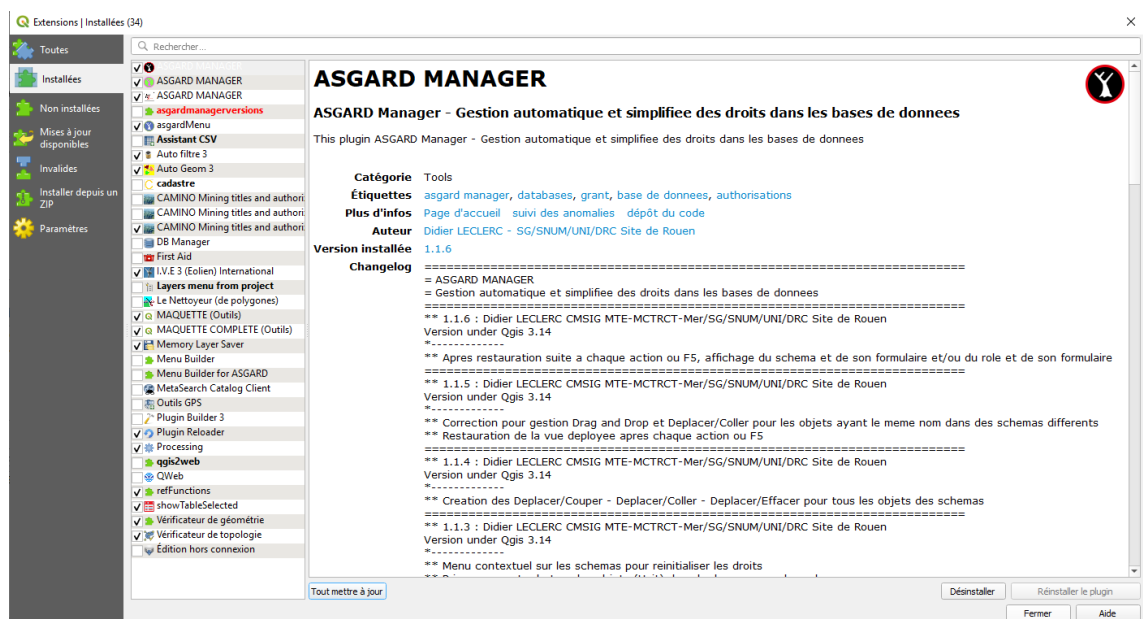 Extensions | Installées (34)
Toutes
Installées
Non installées
Mises à jour
disponibles
Invalides
Installer depuis un
ZIP
Paramètres
Rechercher...
ASGARD MANAGER
ASGARD MANAGER
asgardmanagerversions
asgardMenu
Assistant CSV
Auto filtre 3
Auto Geom 3
cadastre
CAMINO Mining titles and authori
CAMINO Mining titles and authori
CAMINO Mining titles and authori
DB Manager
First Aid
I.V.E 3 (Eolien) International
Layers menu from project
Le Nettoyeur (de polygones)
MAQUETTE (Outils)
MAQUETTE COMPLETE (Outils)
Memory Layer Saver
Menu Builder
Menu Builder for ASGARD
MetaSearch Catalog Client
Outils GPS
Plugin Builder 3
Plugin Reloader
Processing
qgis2web
QWeb
refFunctions
showTableSelected
Vérificateur de géométrie
Vérificateur de topologie
Édition hors connexion
ASGARD MANAGER
ASGARD Manager - Gestion automatique et simplifiee des droits dans les bases de donnees
This plugin ASGARD Manager - Gestion automatique et simplifiee des droits dans les bases de donnees
Catégorie Tools
Étiquettes asgard manager, databases, grant, base de donnees, authorisations
Plus d'infos Page d'accueil suivi des anomalies dépôt du code
Auteur Didier LECLERC - SG/SNUM/UNI/DRC Site de Rouen
Version installée 1.1.6
Changelog ==========================================================================
= ASGARD MANAGER
= Gestion automatique et simplifiee des droits dans les bases de donnees
==========================================================================
** 1.1.6 : Didier LECLERC CMSIG MTE-MCTRCT-Mer/SG/SNUM/UNI/DRC Site de Rouen
Version under Qgis 3.14
*-------------
** Apres restauration suite a chaque action ou F5, affichage du schema et de son formulaire et/ou du role et de son formulaire
==========================================================================
** 1.1.5 : Didier LECLERC CMSIG MTE-MCTRCT-Mer/SG/SNUM/UNI/DRC Site de Rouen
Version under Qgis 3.14
*-------------
** Correction pour gestion Drag and Drop et Deplacer/Coller pour les objets ayant le meme nom dans des schemas differents
** Restauration de la vue deployee apres chaque action ou F5
==========================================================================
** 1.1.4 : Didier LECLERC CMSIG MTE-MCTRCT-Mer/SG/SNUM/UNI/DRC Site de Rouen
Version under Qgis 3.14
*-------------
** Creation des Deplacer/Couper - Deplacer/Coller - Deplacer/Effacer pour tous les objets des schemas
==========================================================================
** 1.1.3 : Didier LECLERC CMSIG MTE-MCTRCT-Mer/SG/SNUM/UNI/DRC Site de Rouen
Version under Qgis 3.14
*-------------
** Menu contextuel sur les schemas pour reinitialiser les droits
Tout mettre à jour
Désinstaller
Réinstaller le plugin
Fermer
Aide